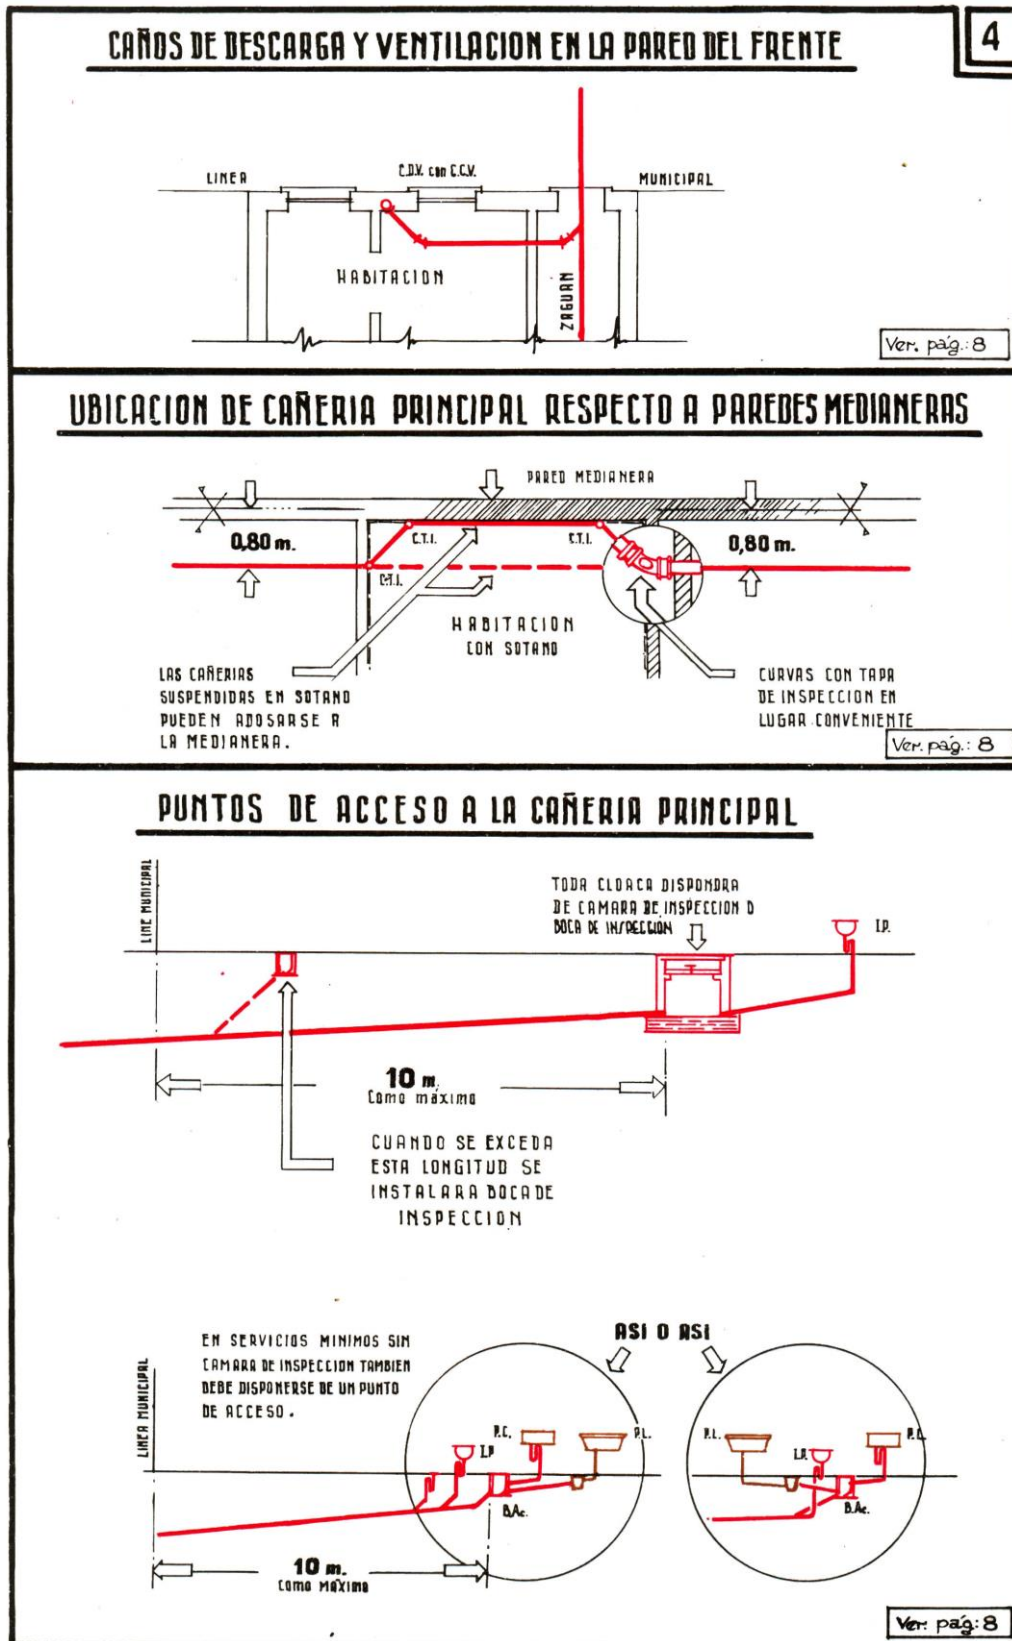 4
CAÑOS DE DESCARGA Y VENTILACION EN LA PARED DEL FRENTE
LINEA
C.D.V. con C.C.V.
MUNICIPAL
HABITACION
ZAGUAN
Ver. pág.: 8
UBICACION DE CAÑERIA PRINCIPAL RESPECTO A PAREDES MEDIANERAS
PARED MEDIANERA
0,80 m.
C.T.I.
C.T.I.
0,80 m.
C.T.I.
HABITACION
CON SOTANO
LAS CAÑERIAS
SUSPENDIDAS EN SOTANO
PUEDEN ADOSARSE A
LA MEDIANERA.
CURVAS CON TAPA
DE INSPECCION EN
LUGAR CONVENIENTE
Ver. pág.: 8
PUNTOS DE ACCESO A LA CAÑERIA PRINCIPAL
LINE MUNICIPAL
TODA CLOACA DISPONDRA
DE CAMARA DE INSPECCION O
BOCA DE INSPECCIÓN
I.P.
10 m.
Como máximo
CUANDO SE EXCEDA
ESTA LONGITUD SE
INSTALARA BOCA DE
INSPECCION
ASI O ASI
EN SERVICIOS MINIMOS SIN
CAMARA DE INSPECCION TAMBIEN
DEBE DISPONERSE DE UN PUNTO
DE ACCESO.
LINEA MUNICIPAL
P.C.
P.L.
I.P
B.Ac.
P.L.
I.P.
P.C.
B.Ac.
10 m.
Como MAXIMO
Ver. pág: 8